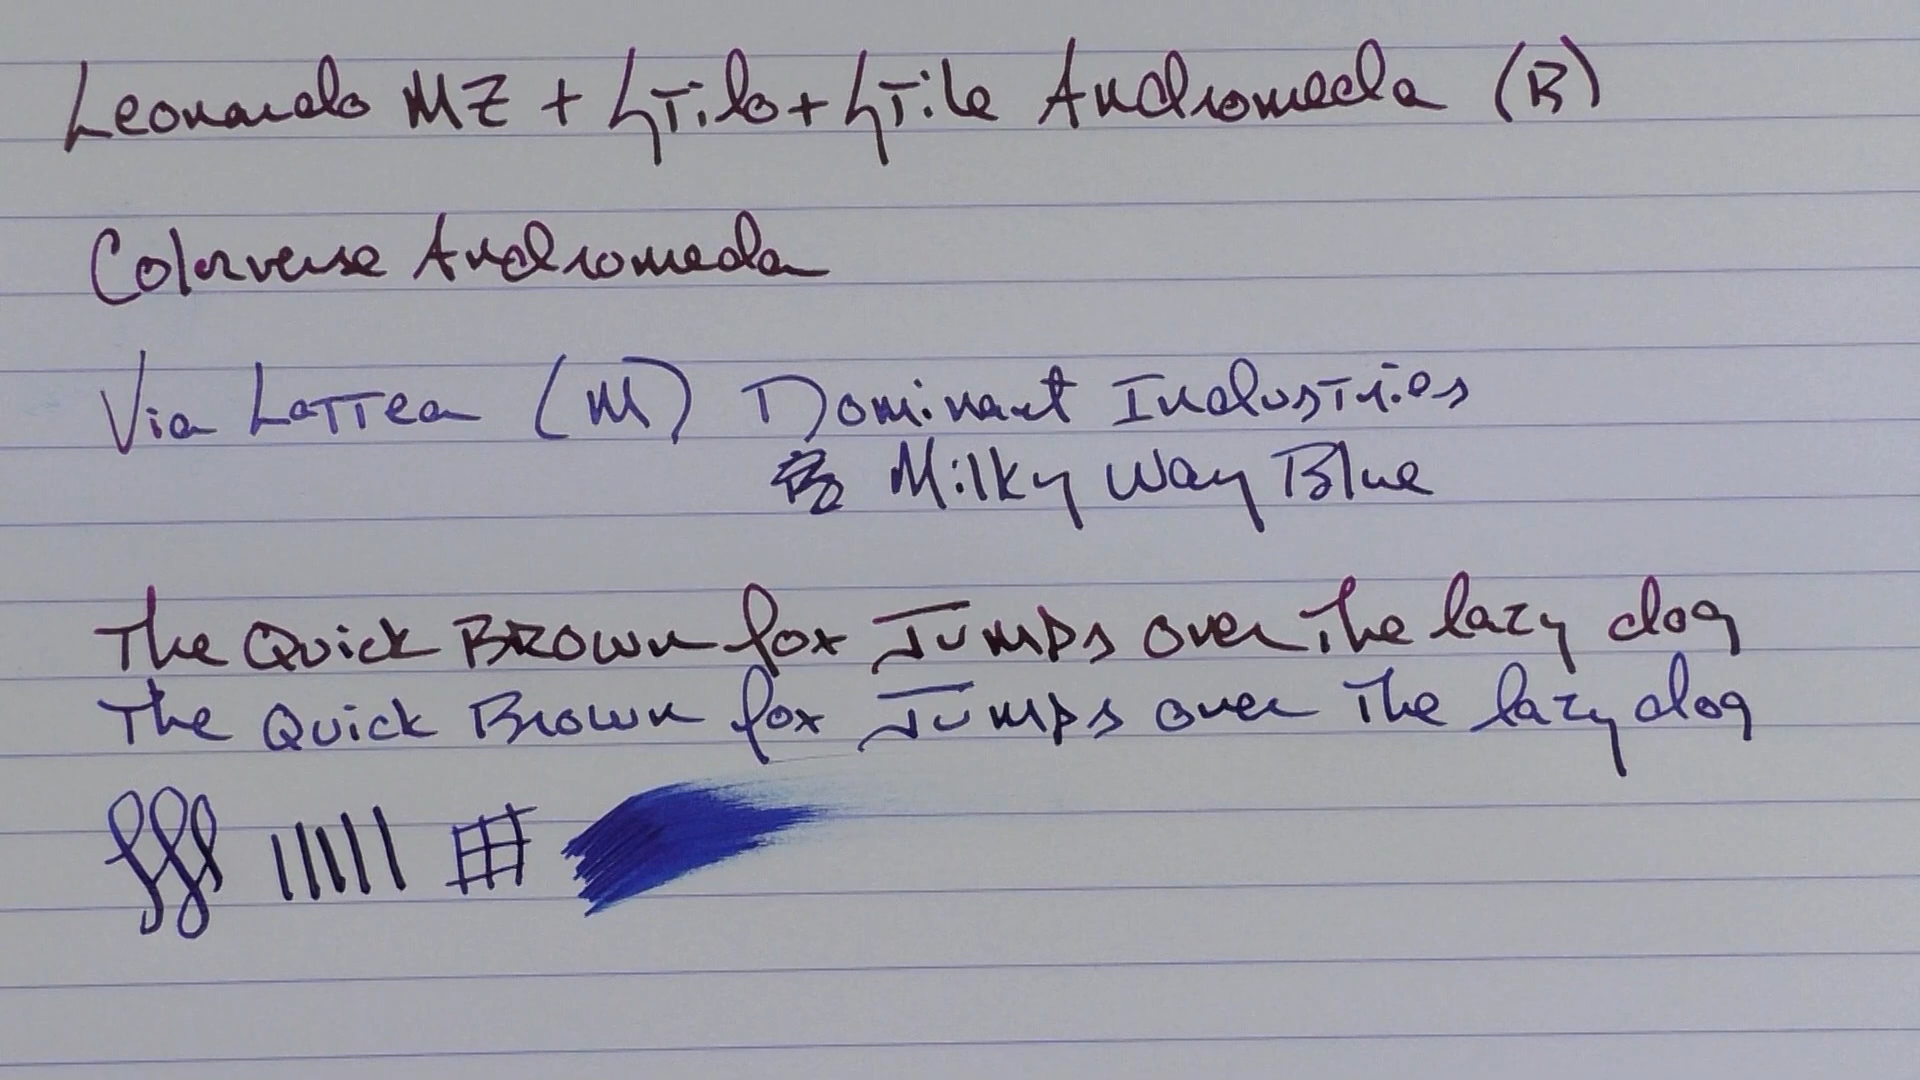 Leonardo MZ + STilo + STile Andromeda (B)
Colorverse Andromeda
Via LaTTea (M) Dominant IndusTries
Milky Way Blue
The Quick BROWN fox Jumps over The lazy dog
The Quick Brown fox Jumps over The lazy dog